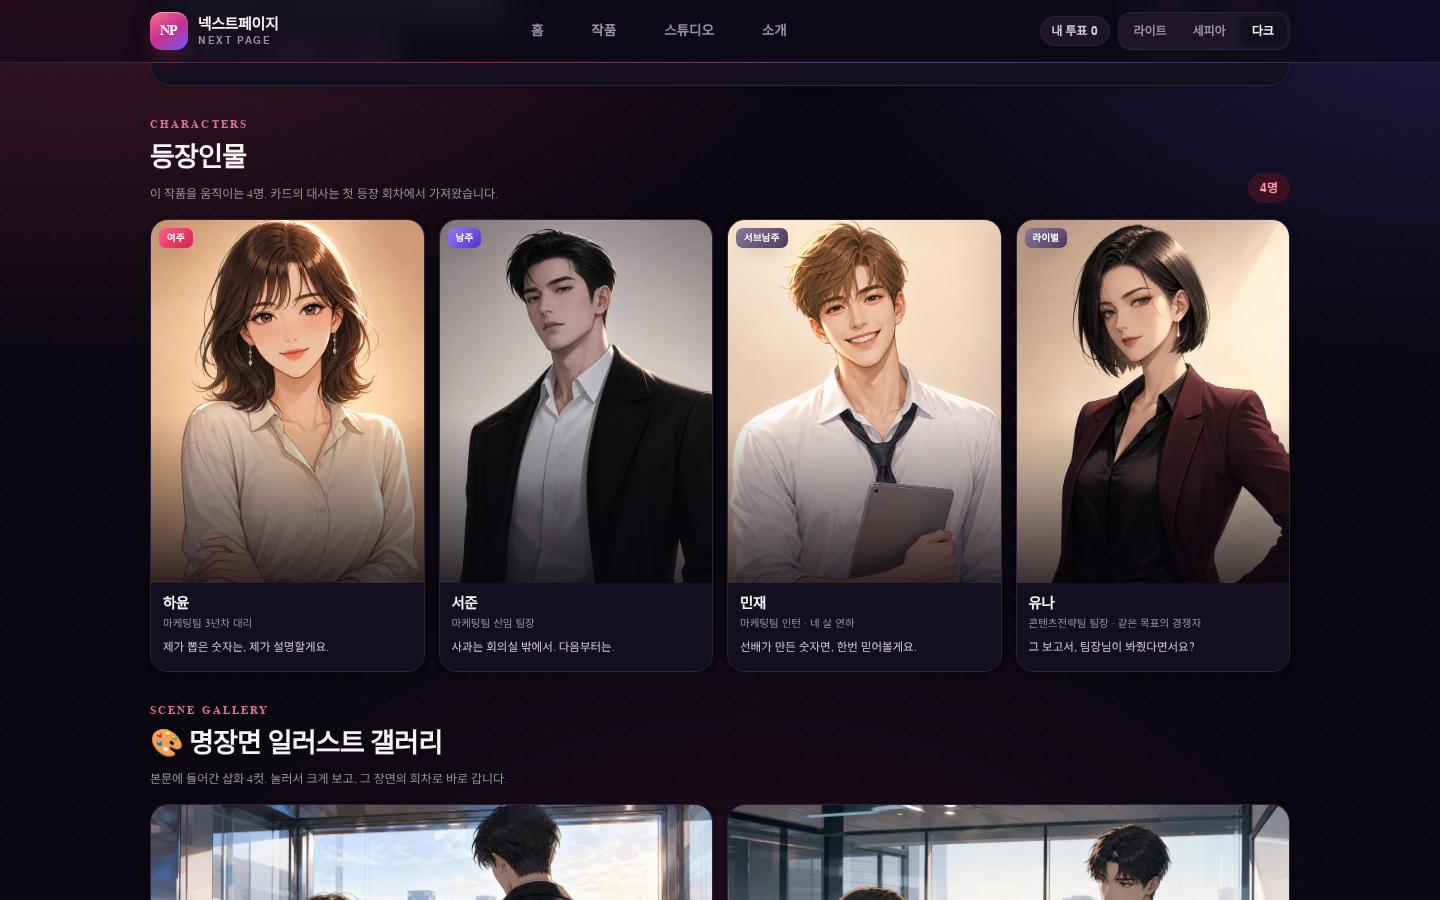 NP
넥스트페이지
NEXT PAGE
홈
작품
스튜디오
소개
내 투표 0
라이트
세피아
다크
CHARACTERS
등장인물
이 작품을 움직이는 4명. 카드의 대사는 첫 등장 회차에서 가져왔습니다.
4명
여주
남주
서브남주
라이벌
하윤
마케팅팀 3년차 대리
제가 뽑은 숫자는, 제가 설명할게요.
서준
마케팅팀 신임 팀장
사과는 회의실 밖에서. 다음부터는.
민재
마케팅팀 인턴 · 네 살 연하
선배가 만든 숫자면, 한번 믿어볼게요.
유나
콘텐츠전략팀 팀장 · 같은 목표의 경쟁자
그 보고서, 팀장님이 봐줬다면서요?
SCENE GALLERY
🎨 명장면 일러스트 갤러리
본문에 들어간 삽화 4컷. 눌러서 크게 보고, 그 장면의 회차로 바로 갑니다.